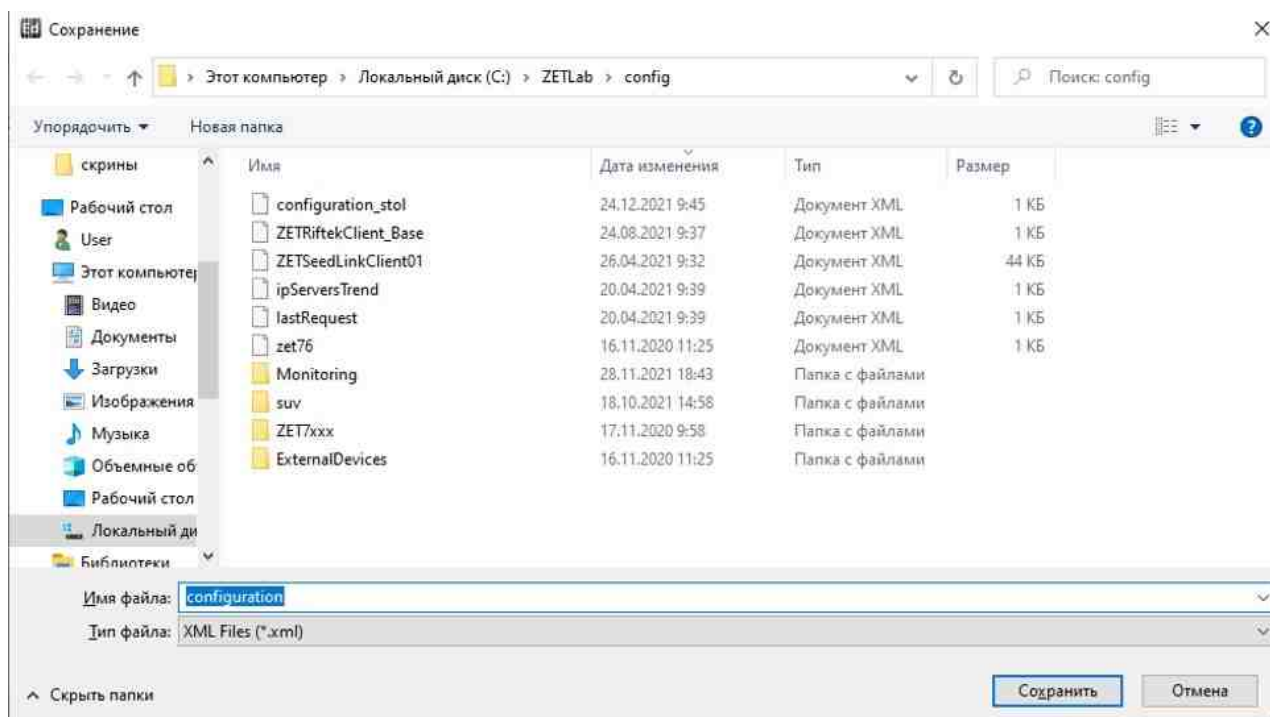 Сохранение
Этот компьютер › Локальный диск (C:) › ZETLab › config
Поиск: config
Упорядочить Новая папка
Имя Дата изменения Тип Размер
скрины
Рабочий стол
User
Этот компьютер
Видео
Документы
Загрузки
Изображения
Музыка
Объемные об
Рабочий стол
Локальный ди
Библиотеки
configuration_stol 24.12.2021 9:45 Документ XML 1 КБ
ZETRiftekClient_Base 24.08.2021 9:37 Документ XML 1 КБ
ZETSeedLinkClient01 26.04.2021 9:32 Документ XML 44 КБ
ipServersTrend 20.04.2021 9:39 Документ XML 1 КБ
lastRequest 20.04.2021 9:39 Документ XML 1 КБ
zet76 16.11.2020 11:25 Документ XML 1 КБ
Monitoring 28.11.2021 18:43 Папка с файлами
suv 18.10.2021 14:58 Папка с файлами
ZET7xxx 17.11.2020 9:58 Папка с файлами
ExternalDevices 16.11.2020 11:25 Папка с файлами
Имя файла: configuration
Тип файла: XML Files (*.xml)
Скрыть папки
Сохранить Отмена